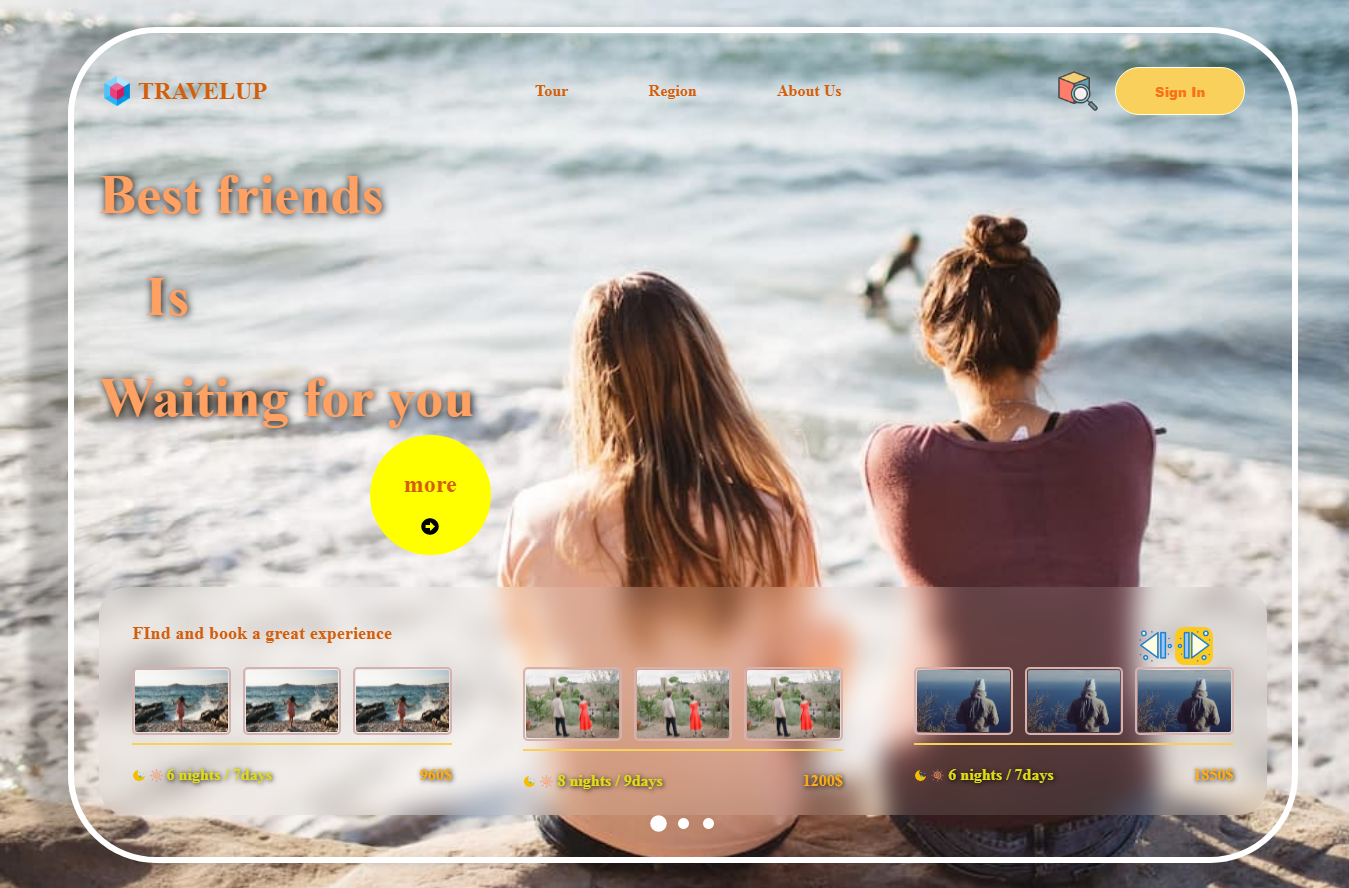 TRAVELUP
Tour
Region
About Us
Sign In
Best friends
Is
Waiting for you
more
FInd and book a great experience
6 nights / 7days
960$
8 nights / 9days
1200$
6 nights / 7days
1850$